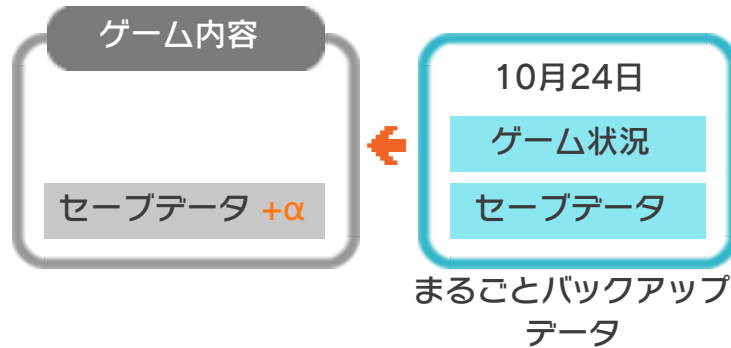 ゲーム内容
セーブデータ +α
10月24日
ゲーム状況
セーブデータ
まるごとバックアップ
データ